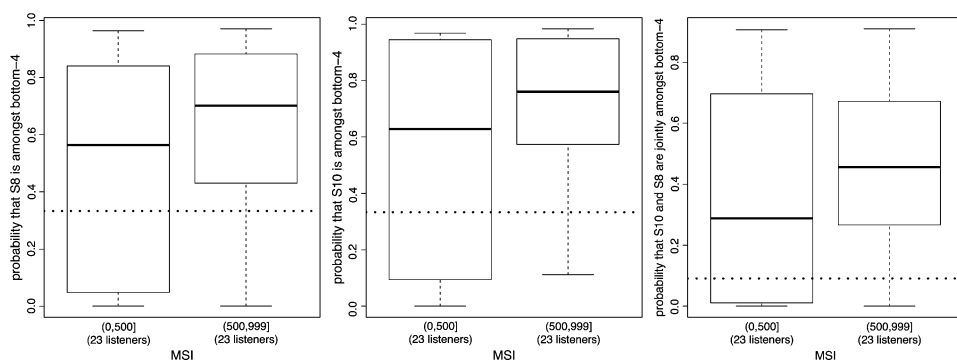 probability that S8 is amongst bottom−4
0.0 0.2 0.4 0.6 0.8 1.0
(0,500] (500,999]
(23 listeners) (23 listeners)
MSI
probability that S10 is amongst bottom−4
0.0 0.2 0.4 0.6 0.8 1.0
(0,500] (500,999]
(23 listeners) (23 listeners)
MSI
probability that S10 and S8 are jointly amongst bottom−4
0.0 0.2 0.4 0.6 0.8
(0,500] (500,999]
(23 listeners) (23 listeners)
MSI